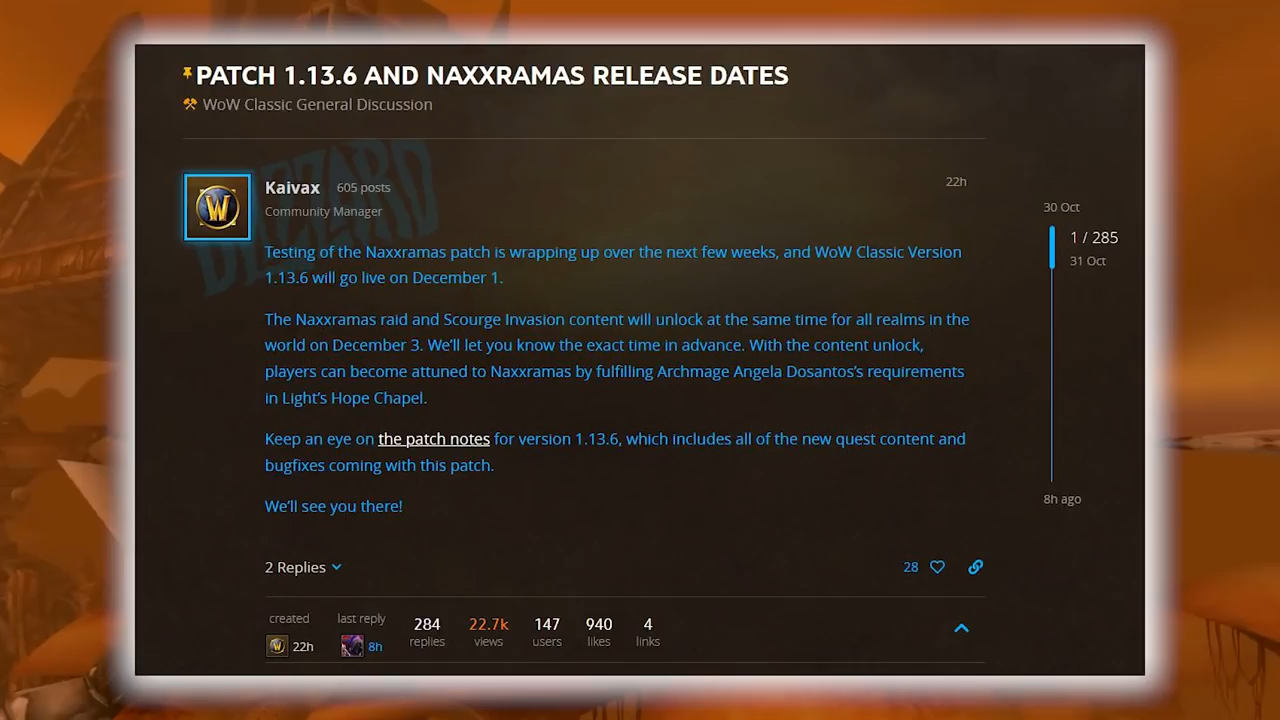 PATCH 1.13.6 AND NAXXRAMAS RELEASE DATES
WoW Classic General Discussion
BLIZZARD
W
Kaivax 605 posts
22h
Community Manager
30 Oct
1 / 285
31 Oct
Testing of the Naxxramas patch is wrapping up over the next few weeks, and WoW Classic Version
1.13.6 will go live on December 1.
The Naxxramas raid and Scourge Invasion content will unlock at the same time for all realms in the
world on December 3. We’ll let you know the exact time in advance. With the content unlock,
players can become attuned to Naxxramas by fulfilling Archmage Angela Dosantos’s requirements
in Light’s Hope Chapel.
Keep an eye on the patch notes for version 1.13.6, which includes all of the new quest content and
bugfixes coming with this patch.
8h ago
We’ll see you there!
2 Replies
28
created last reply 284 22.7k 147 940 4
W 22h 8h replies views users likes links